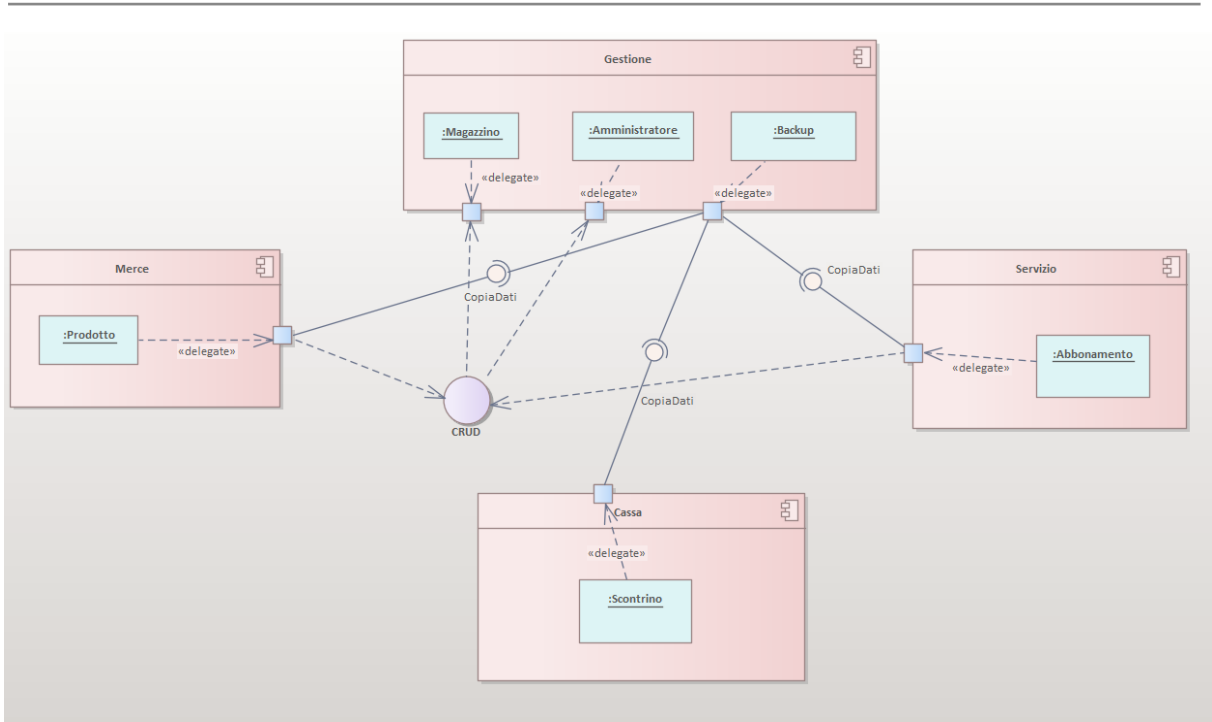 Gestione
:Magazzino
:Amministratore
:Backup
«delegate»
«delegate»
«delegate»
Merce
:Prodotto
«delegate»
CopiaDati
CopiaDati
Servizio
:Abbonamento
«delegate»
CRUD
CopiaDati
Cassa
«delegate»
:Scontrino